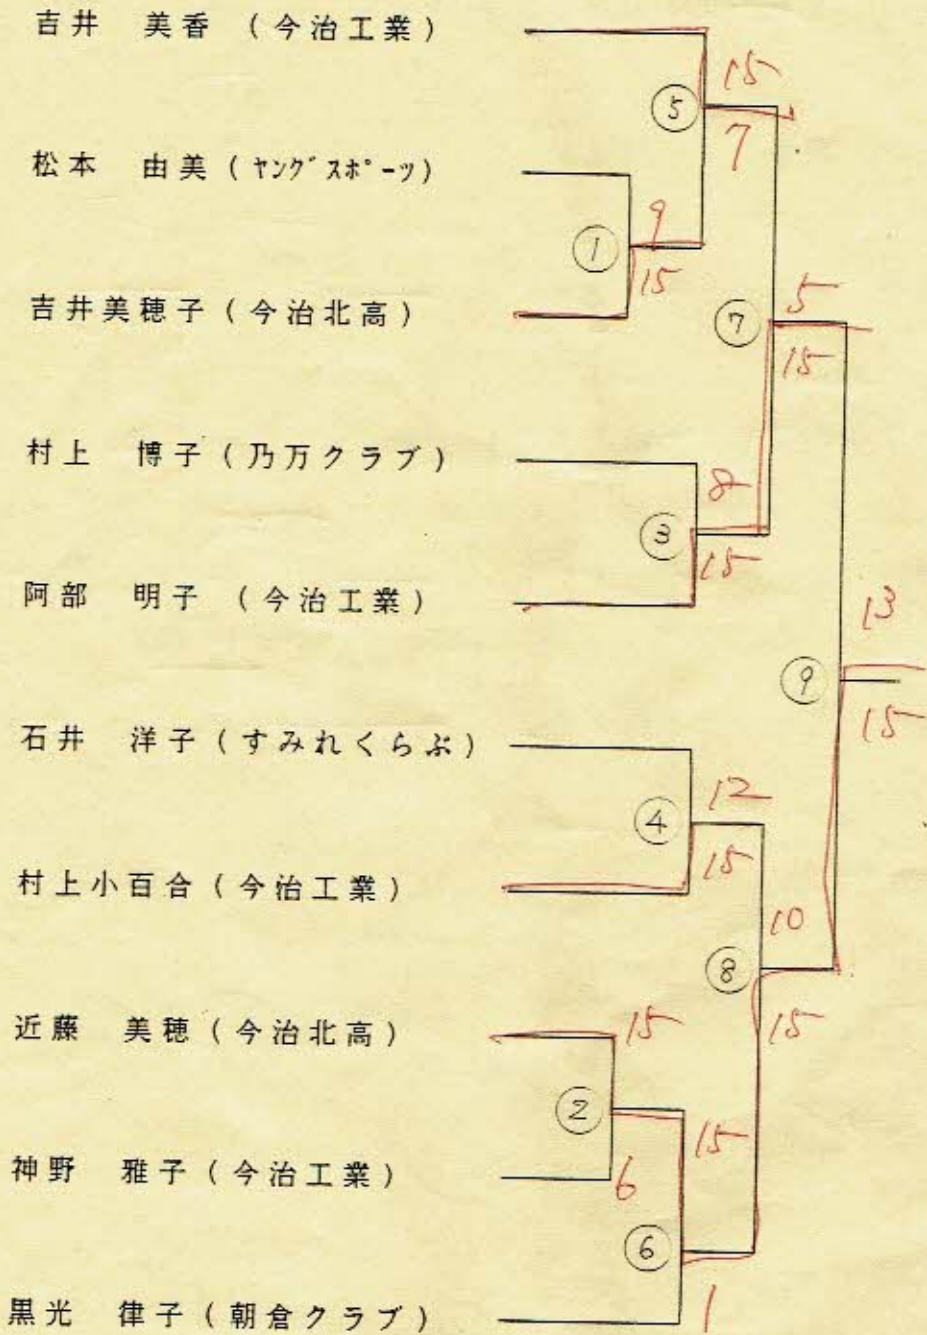 吉井 美香 (今治工業)
15
⑤
7
松本 由美 (ヤングスポーツ)
9
①
15
吉井美穂子 (今治北高)
5
⑦
15
村上 博子 (乃万クラブ)
8
③
15
阿部 明子 (今治工業)
13
⑨
15
石井 洋子 (すみれくらぶ)
12
④
15
村上小百合 (今治工業)
10
⑧
15
近藤 美穂 (今治北高)
15
②
15
神野 雅子 (今治工業)
6
⑥
1
黒光 律子 (朝倉クラブ)